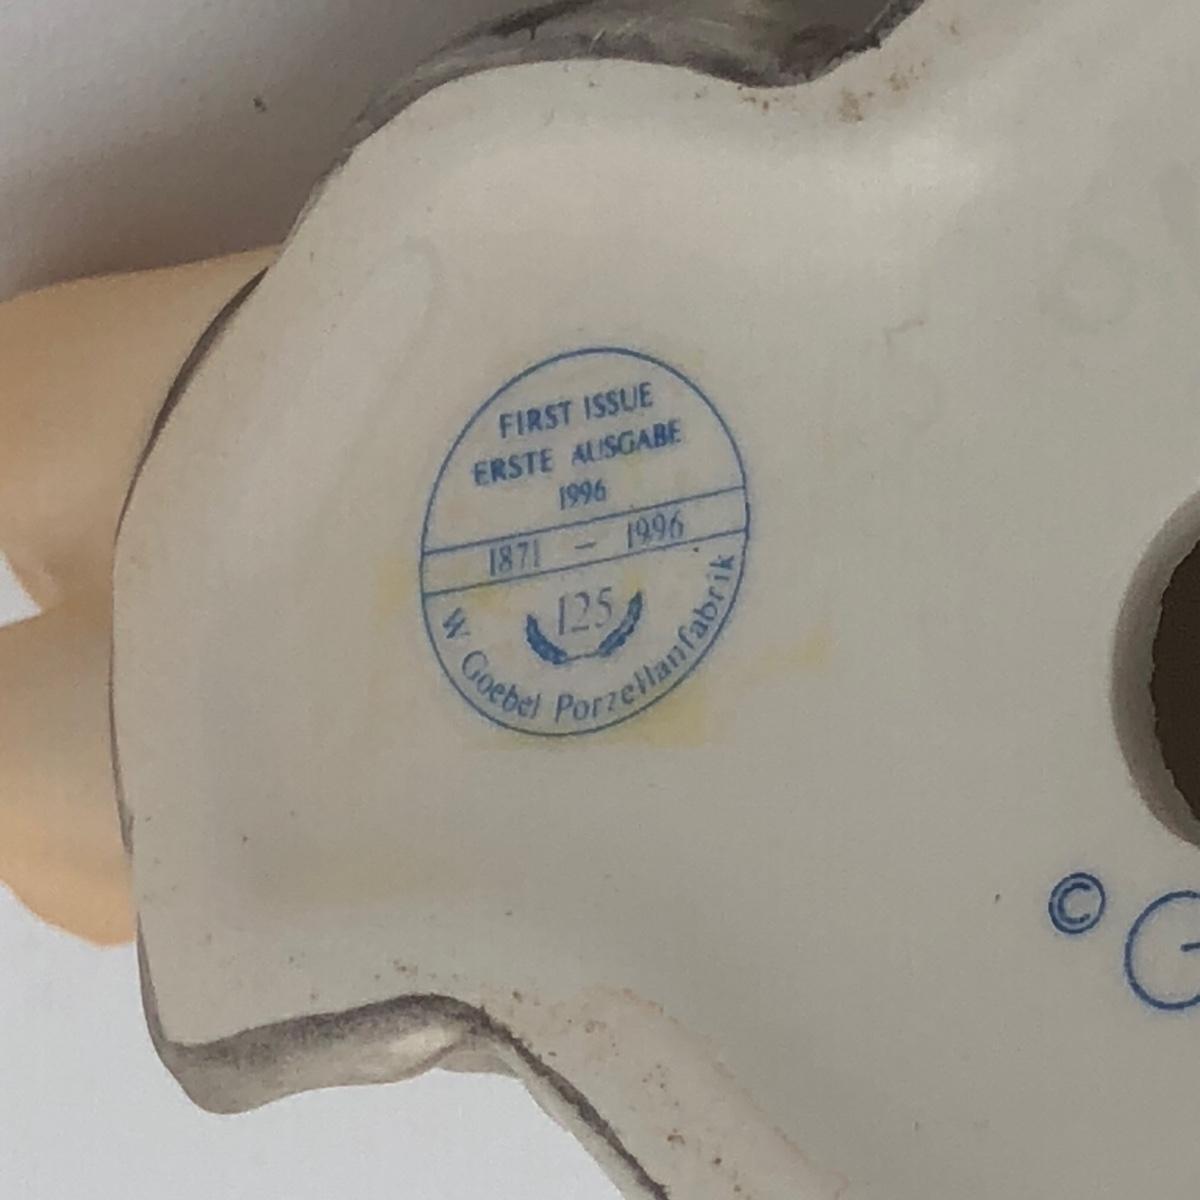 FIRST ISSUE
ERSTE AUSGABE
1996
1871 – 1996
125
W Goebel Porzellanfabrik
© G